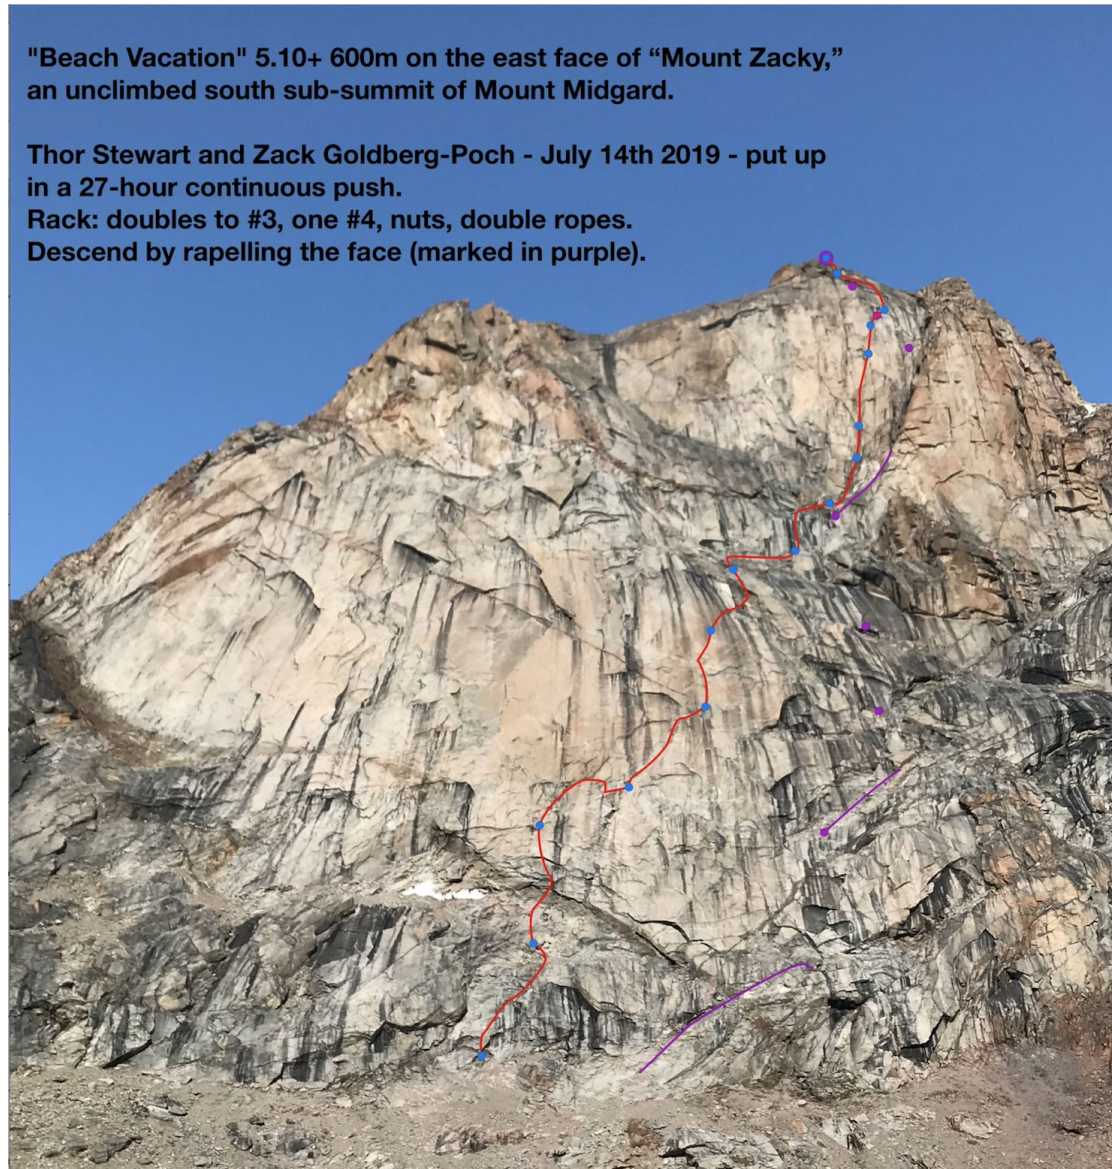 "Beach Vacation" 5.10+ 600m on the east face of “Mount Zacky,”
an unclimbed south sub-summit of Mount Midgard.
Thor Stewart and Zack Goldberg-Poch - July 14th 2019 - put up
in a 27-hour continuous push.
Rack: doubles to #3, one #4, nuts, double ropes.
Descend by rapelling the face (marked in purple).